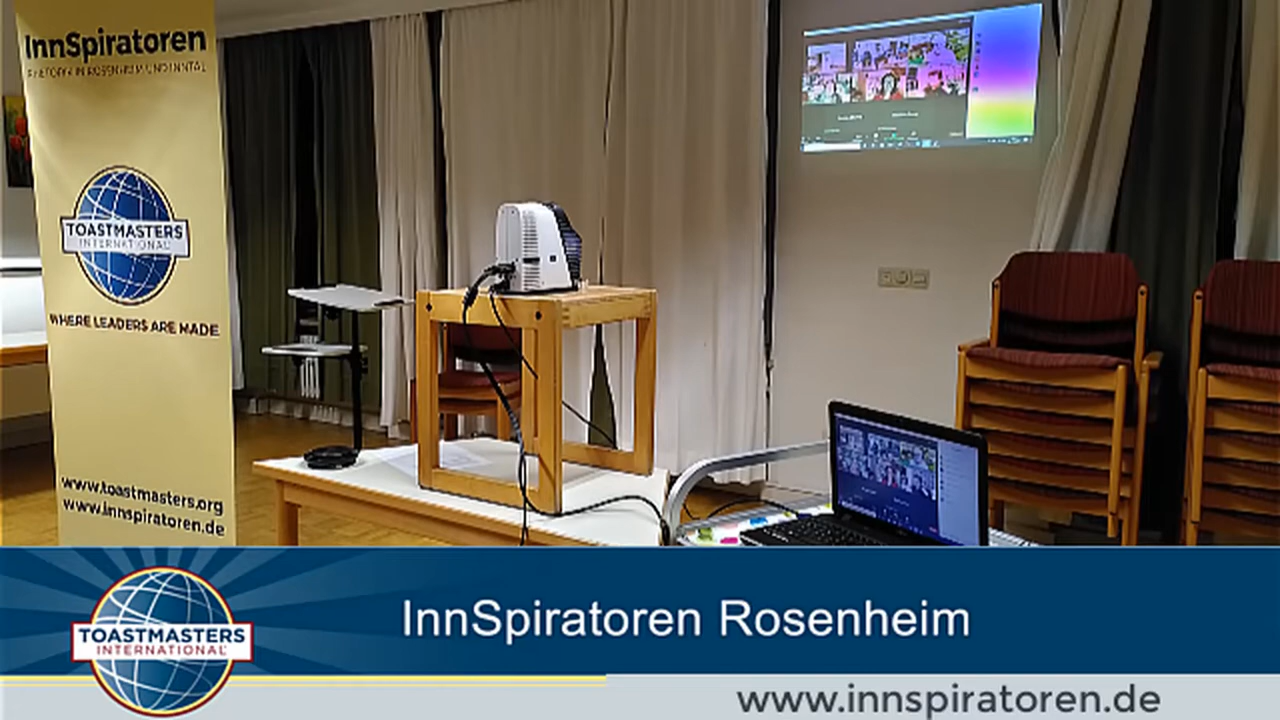 InnSpiratoren
RHETORIK IN ROSENHEIM UND INNTAL
TOASTMASTERS
INTERNATIONAL
WHERE LEADERS ARE MADE
www.toastmasters.org
www.innspiratoren.de
TOASTMASTERS
INTERNATIONAL
InnSpiratoren Rosenheim
www.innspiratoren.de